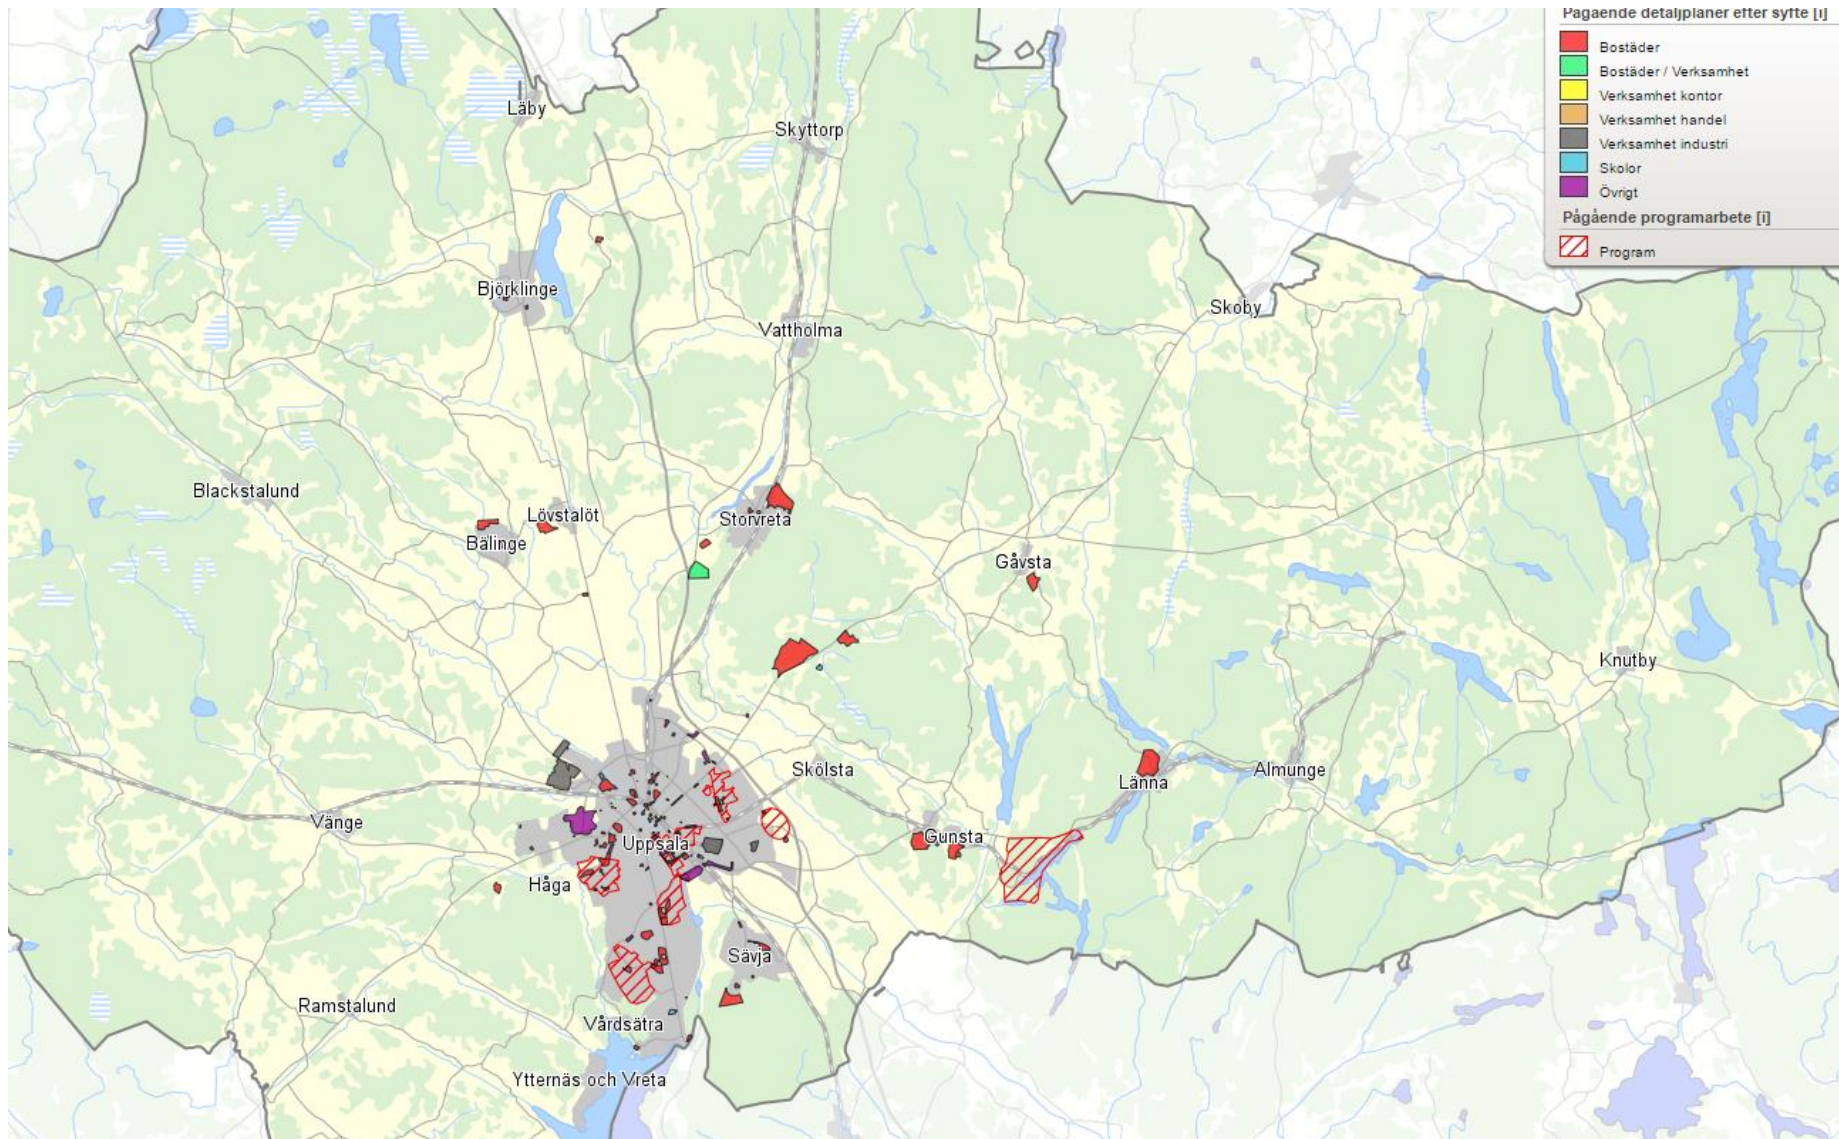 Pågående detaljplaner efter syfte [i]
Bostäder
Bostäder / Verksamhet
Verksamhet kontor
Verksamhet handel
Verksamhet industri
Skolor
Övrigt
Pågående programarbete [i]
Program
Läby
Skyttorp
Björklinge
Skoby
Vattholma
Blackstalund
Lövstalöt
Storvreta
Bälinge
Gåvsta
Knutby
Skölsta
Almunge
Länna
Vänge
Gunsta
Uppsala
Håga
Sävja
Ramstalund
Vårdsätra
Ytternäs och Vreta